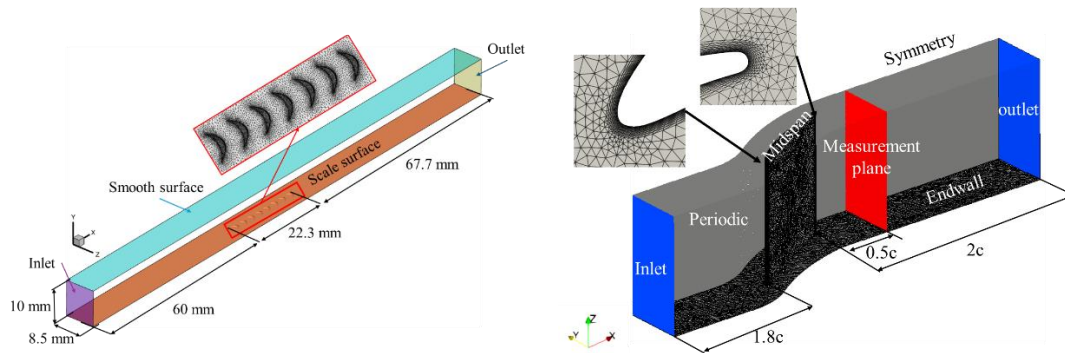 Outlet
67.7 mm
Scale surface
Smooth surface
22.3 mm
Y
X
Z
Inlet
10 mm
60 mm
8.5 mm
Symmetry
outlet
Midspan
Measurement
plane
Endwall
Periodic
0.5c
2c
Inlet
Z
Y
X
1.8c